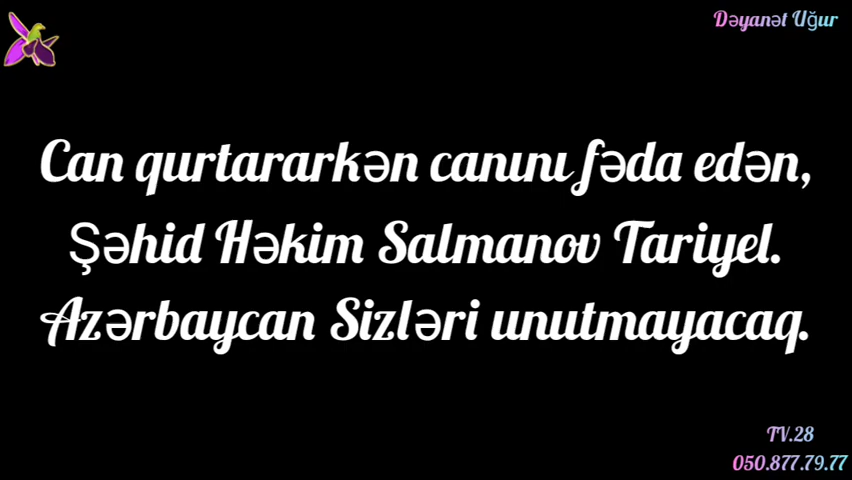 Dəyanət Uğur
Can qurtararkən canını fəda edən,
Şəhid Həkim Salmanov Tariyel.
Azərbaycan Sizləri unutmayacaq.
TV.28
050.877.79.77